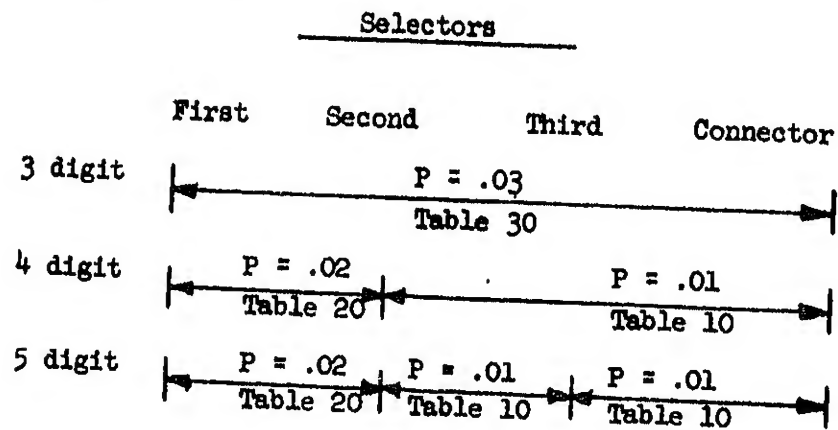 Selectors
First Second Third Connector
3 digit P = .03
Table 30
4 digit P = .02 P = .01
Table 20 Table 10
5 digit P = .02 P = .01 P = .01
Table 20 Table 10 Table 10